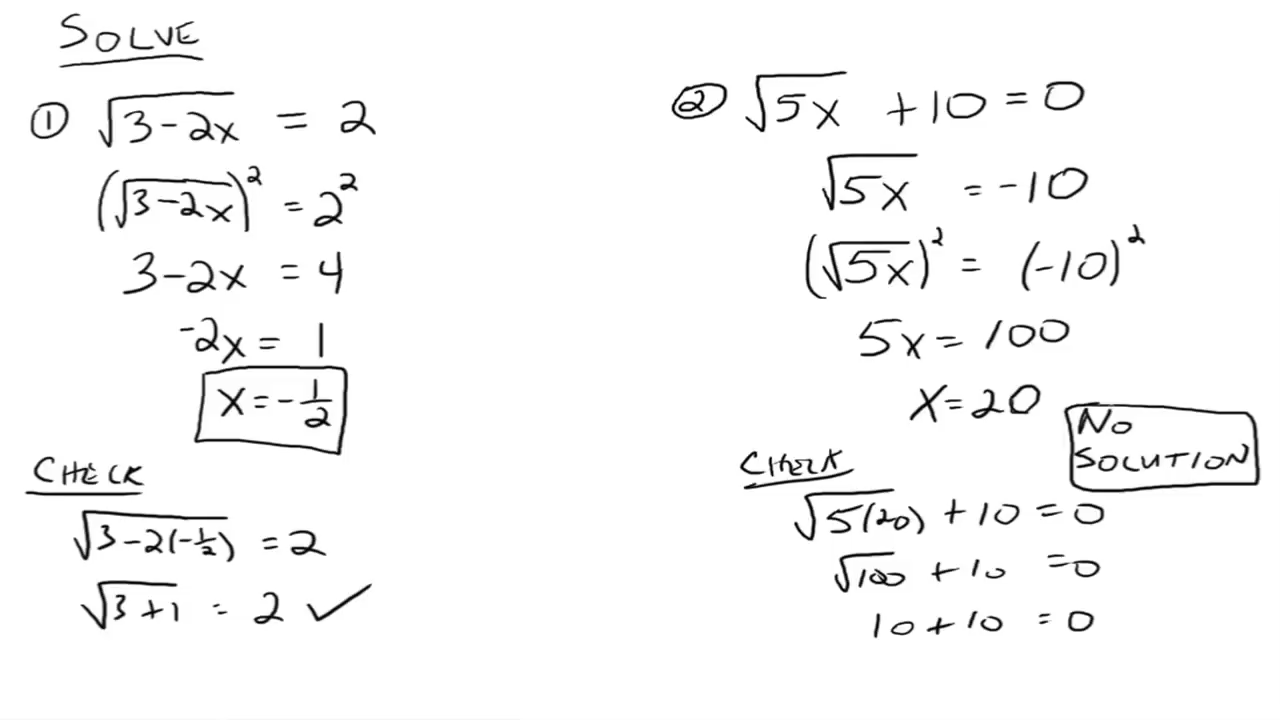 SOLVE
① √(3-2x) = 2
(√(3-2x))² = 2²
3-2x = 4
-2x = 1
x = -1/2
CHECK
√(3-2(-1/2)) = 2
√(3+1) = 2 ✓
② √(5x) + 10 = 0
√(5x) = -10
(√(5x))² = (-10)²
5x = 100
x = 20
NO
SOLUTION
CHECK
√(5(20)) + 10 = 0
√100 + 10 = 0
10 + 10 = 0